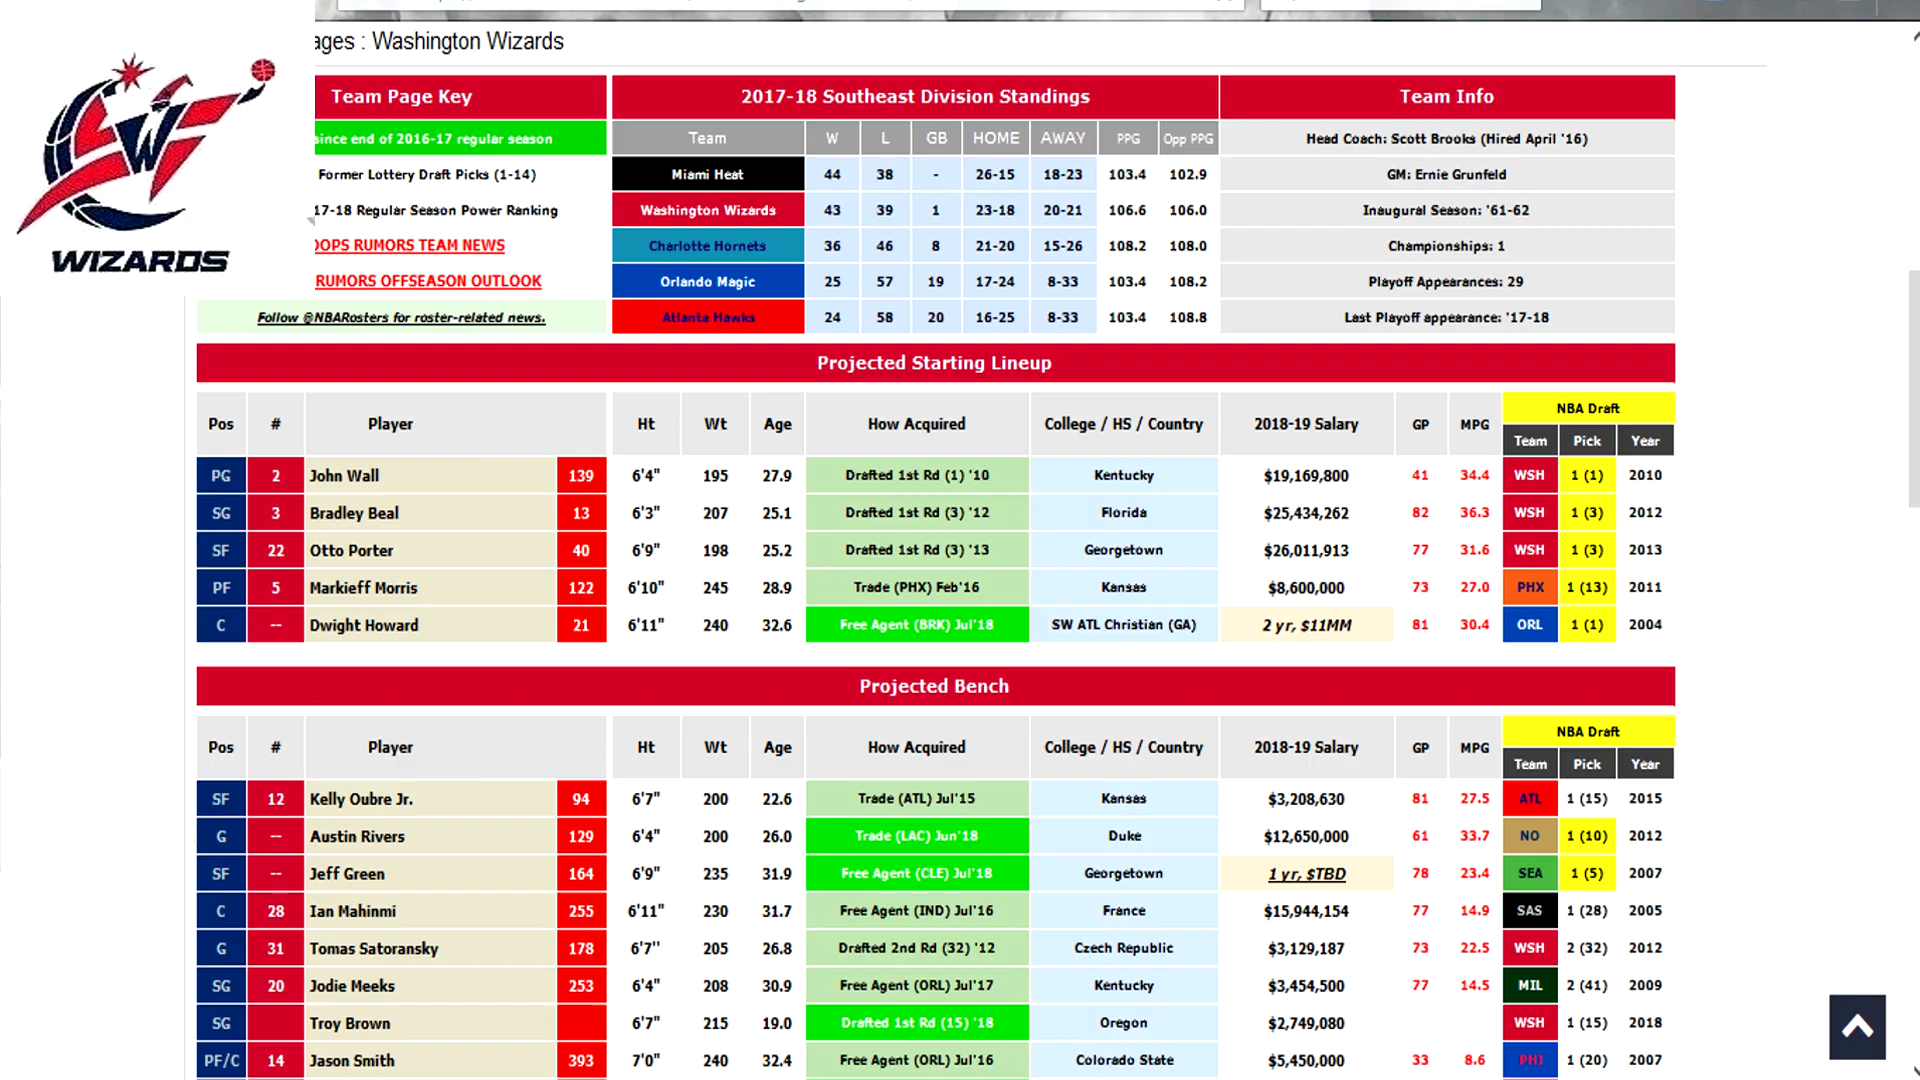 ages : Washington Wizards
WIZARDS
Team Page Key
since end of 2016-17 regular season
Former Lottery Draft Picks (1-14)
17-18 Regular Season Power Ranking
OOPS RUMORS TEAM NEWS
RUMORS OFFSEASON OUTLOOK
Follow @NBARosters for roster-related news.
2017-18 Southeast Division Standings
Team W L GB HOME AWAY PPG Opp PPG
Miami Heat 44 38 - 26-15 18-23 103.4 102.9
Washington Wizards 43 39 1 23-18 20-21 106.6 106.0
Charlotte Hornets 36 46 8 21-20 15-26 108.2 108.0
Orlando Magic 25 57 19 17-24 8-33 103.4 108.2
Atlanta Hawks 24 58 20 16-25 8-33 103.4 108.8
Team Info
Head Coach: Scott Brooks (Hired April '16)
GM: Ernie Grunfeld
Inaugural Season: '61-62
Championships: 1
Playoff Appearances: 29
Last Playoff appearance: '17-18
Projected Starting Lineup
Pos # Player Ht Wt Age How Acquired College / HS / Country 2018-19 Salary GP MPG NBA Draft
Team Pick Year
PG 2 John Wall 139 6'4" 195 27.9 Drafted 1st Rd (1) '10 Kentucky $19,169,800 41 34.4 WSH 1 (1) 2010
SG 3 Bradley Beal 13 6'3" 207 25.1 Drafted 1st Rd (3) '12 Florida $25,434,262 82 36.3 WSH 1 (3) 2012
SF 22 Otto Porter 40 6'9" 198 25.2 Drafted 1st Rd (3) '13 Georgetown $26,011,913 77 31.6 WSH 1 (3) 2013
PF 5 Markieff Morris 122 6'10" 245 28.9 Trade (PHX) Feb'16 Kansas $8,600,000 73 27.0 PHX 1 (13) 2011
C -- Dwight Howard 21 6'11" 240 32.6 Free Agent (BRK) Jul'18 SW ATL Christian (GA) 2 yr, $11MM 81 30.4 ORL 1 (1) 2004
Projected Bench
Pos # Player Ht Wt Age How Acquired College / HS / Country 2018-19 Salary GP MPG NBA Draft
Team Pick Year
SF 12 Kelly Oubre Jr. 94 6'7" 200 22.6 Trade (ATL) Jul'15 Kansas $3,208,630 81 27.5 ATL 1 (15) 2015
G -- Austin Rivers 129 6'4" 200 26.0 Trade (LAC) Jun'18 Duke $12,650,000 61 33.7 NO 1 (10) 2012
SF -- Jeff Green 164 6'9" 235 31.9 Free Agent (CLE) Jul'18 Georgetown 1 yr, $TBD 78 23.4 SEA 1 (5) 2007
C 28 Ian Mahinmi 255 6'11" 230 31.7 Free Agent (IND) Jul'16 France $15,944,154 77 14.9 SAS 1 (28) 2005
G 31 Tomas Satoransky 178 6'7'' 205 26.8 Drafted 2nd Rd (32) '12 Czech Republic $3,129,187 73 22.5 WSH 2 (32) 2012
SG 20 Jodie Meeks 253 6'4" 208 30.9 Free Agent (ORL) Jul'17 Kentucky $3,454,500 77 14.5 MIL 2 (41) 2009
SG Troy Brown 6'7" 215 19.0 Drafted 1st Rd (15) '18 Oregon $2,749,080 WSH 1 (15) 2018
PF/C 14 Jason Smith 393 7'0" 240 32.4 Free Agent (ORL) Jul'16 Colorado State $5,450,000 33 8.6 PHI 1 (20) 2007